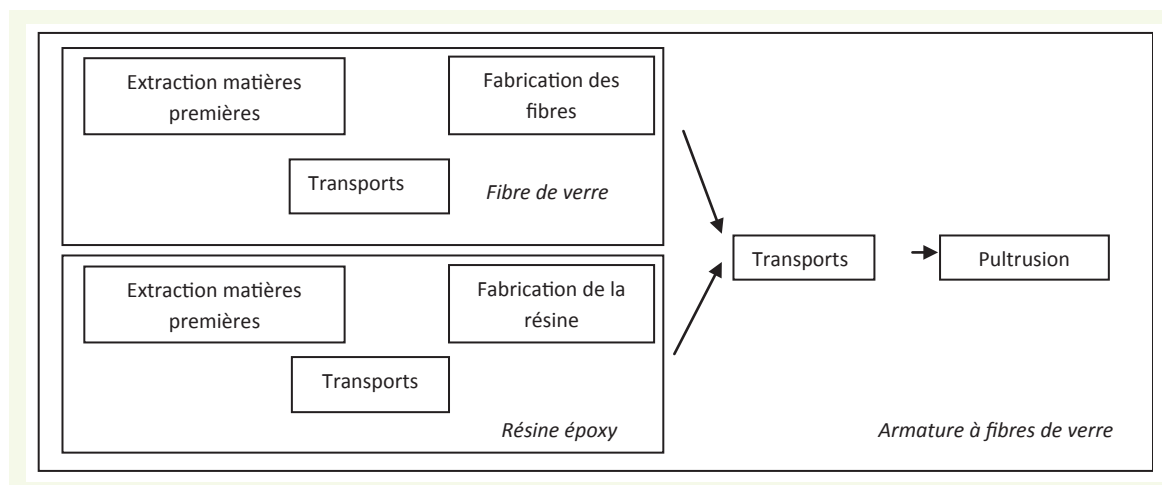 Extraction matières
premières
Fabrication des
fibres
Transports
Fibre de verre
Extraction matières
premières
Fabrication de la
résine
Transports
Résine époxy
Transports
Pultrusion
Armature à fibres de verre